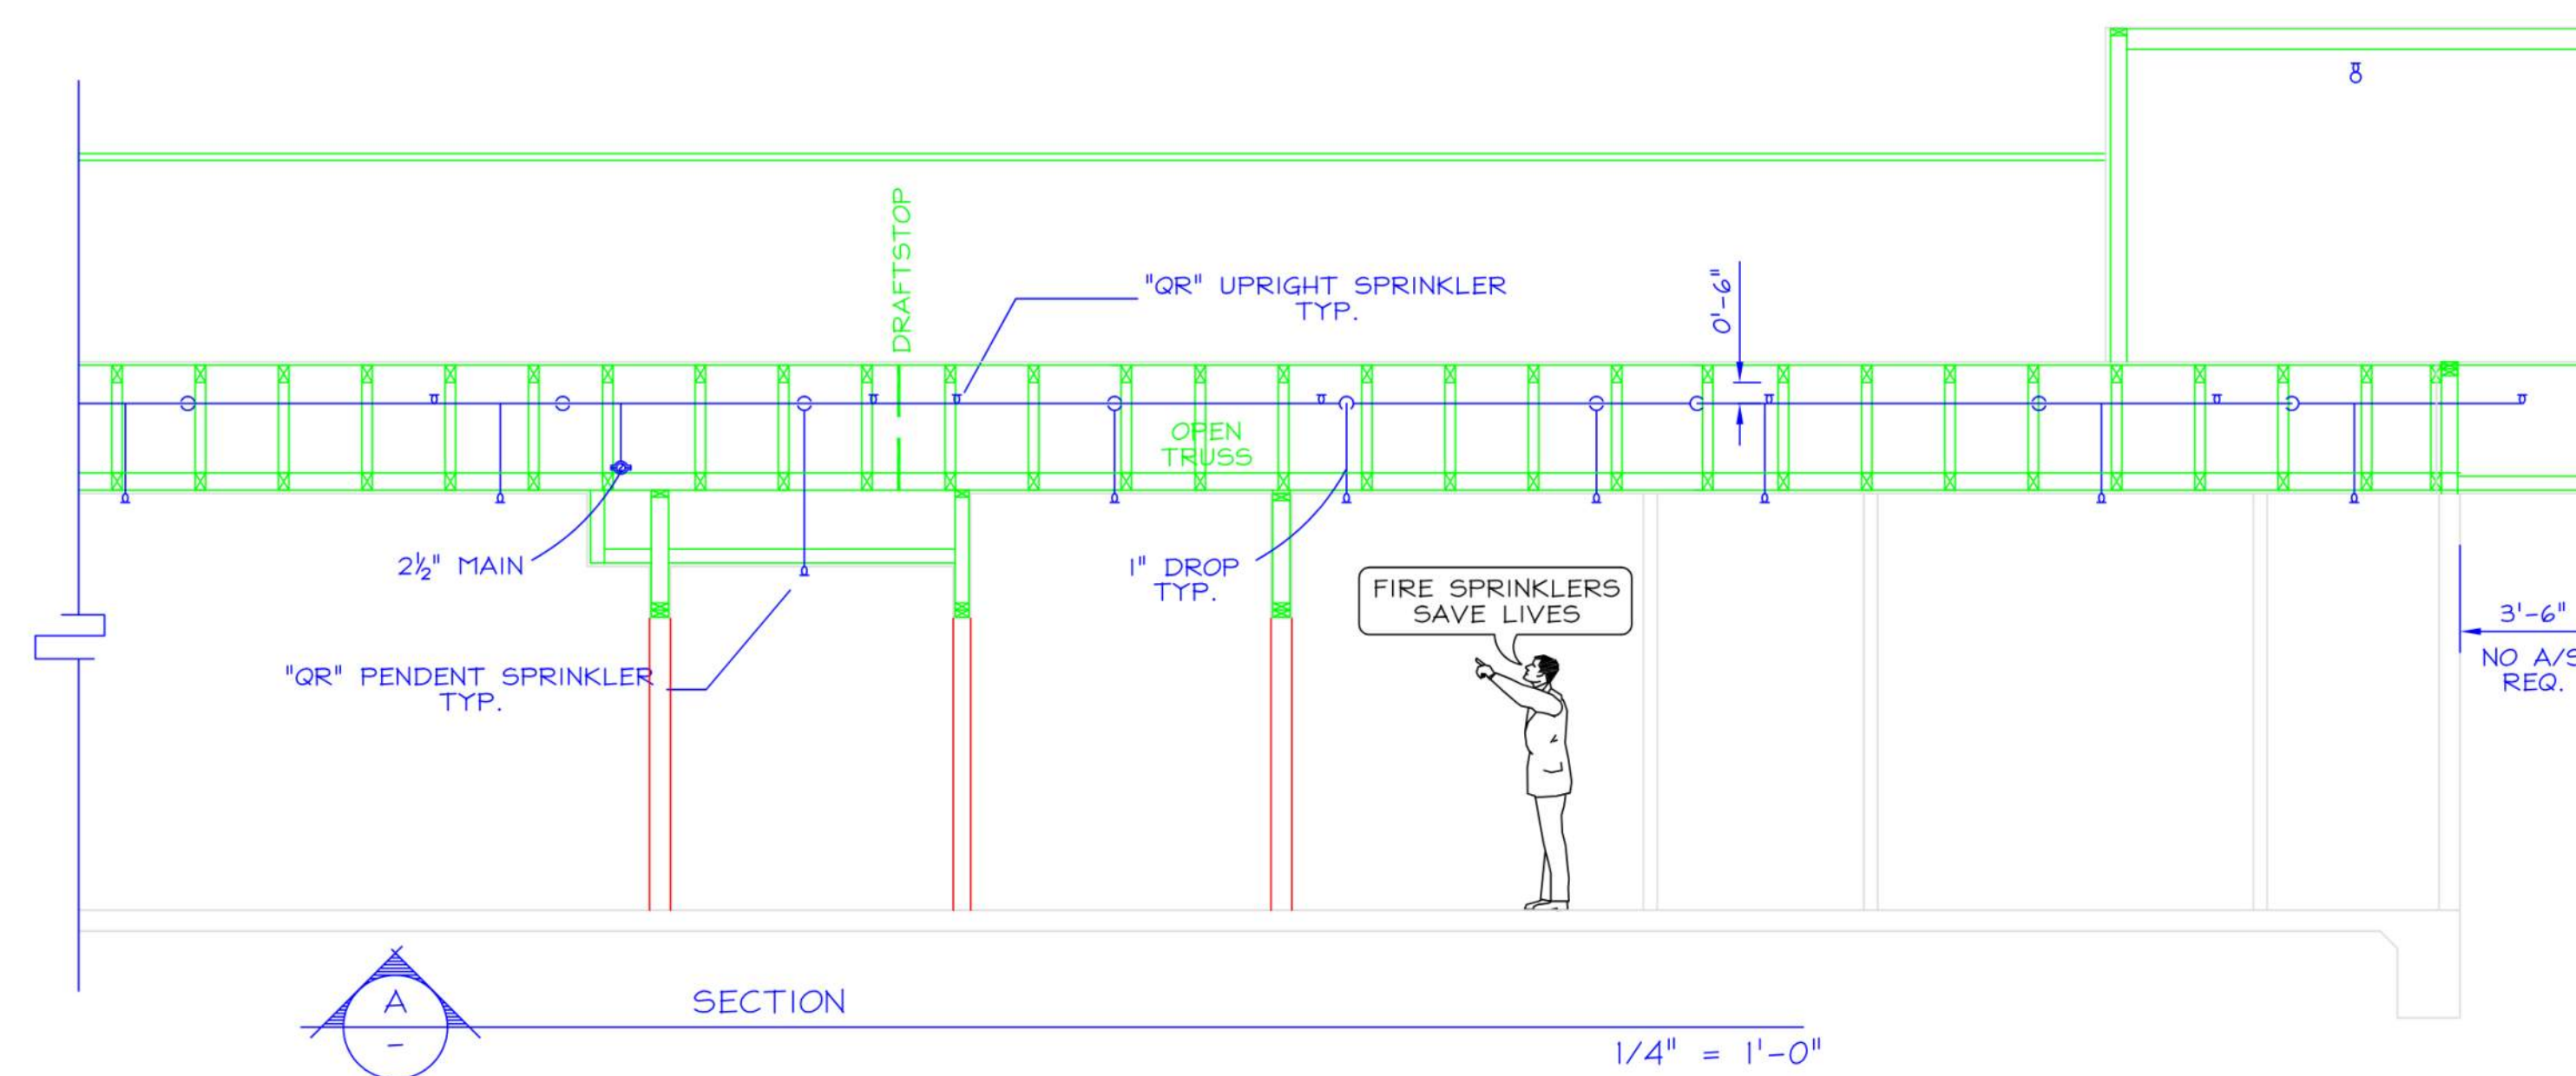 DRAFTSTOP
"QR" UPRIGHT SPRINKLER
TYP.
0'-6"
OPEN
TRUSS
2½" MAIN
1" DROP
TYP.
FIRE SPRINKLERS
SAVE LIVES
3'-6"
NO A/S
REQ.
"QR" PENDENT SPRINKLER
TYP.
A
–
SECTION
1/4" = 1'-0"